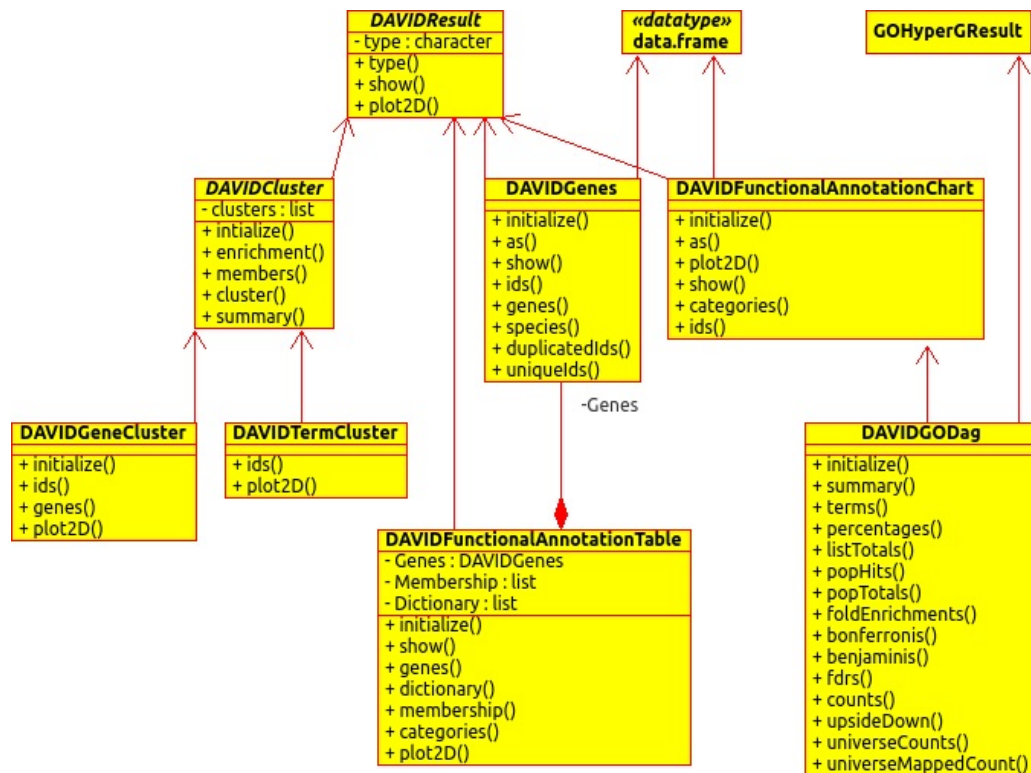 DAVIDResult
- type : character
+ type()
+ show()
+ plot2D()
«datatype»
data.frame
GOHyperGResult
DAVIDCluster
- clusters : list
+ intialize()
+ enrichment()
+ members()
+ cluster()
+ summary()
DAVIDGenes
+ initialize()
+ as()
+ show()
+ ids()
+ genes()
+ species()
+ duplicatedIds()
+ uniqueIds()
DAVIDFunctionalAnnotationChart
+ initialize()
+ as()
+ plot2D()
+ show()
+ categories()
+ ids()
-Genes
DAVIDGeneCluster
+ initialize()
+ ids()
+ genes()
+ plot2D()
DAVIDTermCluster
+ ids()
+ plot2D()
DAVIDFunctionalAnnotationTable
- Genes : DAVIDGenes
- Membership : list
- Dictionary : list
+ initialize()
+ show()
+ genes()
+ dictionary()
+ membership()
+ categories()
+ plot2D()
DAVIDGODag
+ initialize()
+ summary()
+ terms()
+ percentages()
+ listTotals()
+ popHits()
+ popTotals()
+ foldEnrichments()
+ bonferronis()
+ benjaminis()
+ fdrs()
+ counts()
+ upsideDown()
+ universeCounts()
+ universeMappedCount()